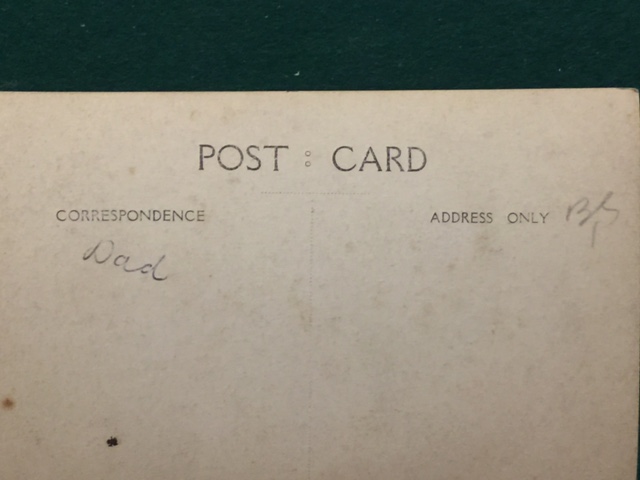 POST : CARD
CORRESPONDENCE
ADDRESS ONLY
Dad